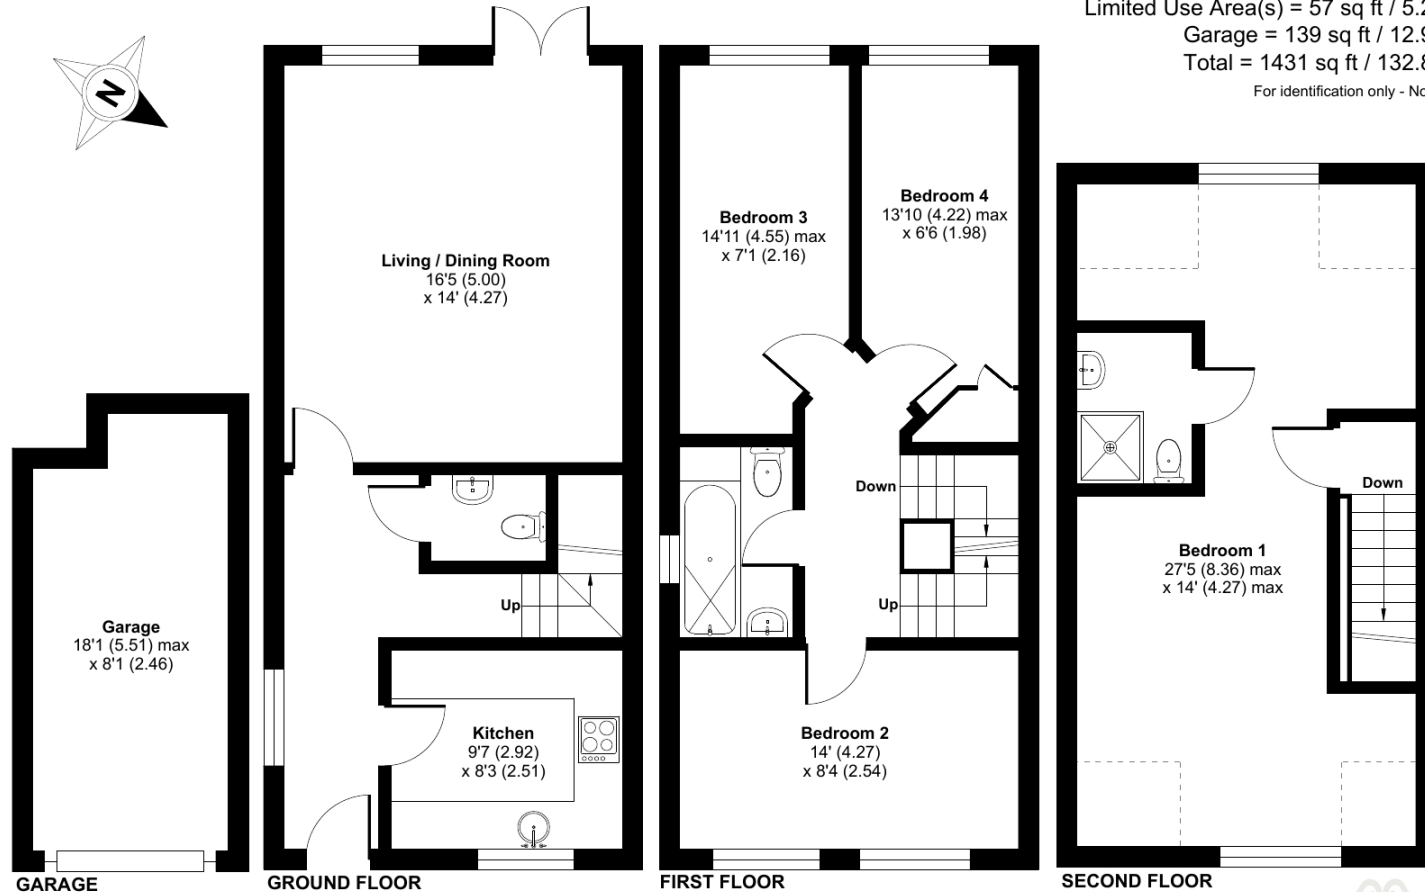 Limited Use Area(s) = 57 sq ft / 5.2
Garage = 139 sq ft / 12.9
Total = 1431 sq ft / 132.8
For identification only - No
N
Living / Dining Room
16'5 (5.00)
x 14' (4.27)
Garage
18'1 (5.51) max
x 8'1 (2.46)
Up
Kitchen
9'7 (2.92)
x 8'3 (2.51)
Bedroom 3
14'11 (4.55) max
x 7'1 (2.16)
Bedroom 4
13'10 (4.22) max
x 6'6 (1.98)
Down
Up
Bedroom 2
14' (4.27)
x 8'4 (2.54)
Down
Bedroom 1
27'5 (8.36) max
x 14' (4.27) max
GARAGE
GROUND FLOOR
FIRST FLOOR
SECOND FLOOR